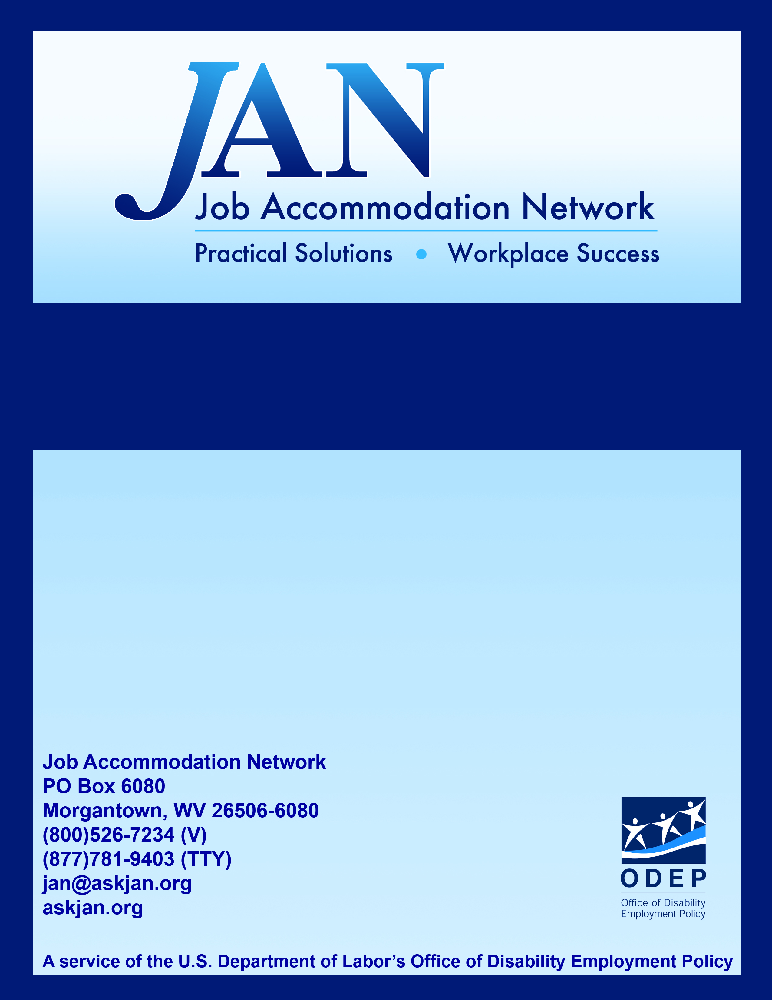 JAN
Job Accommodation Network
Practical Solutions • Workplace Success
Job Accommodation Network
PO Box 6080
Morgantown, WV 26506-6080
(800)526-7234 (V)
(877)781-9403 (TTY)
jan@askjan.org
askjan.org
ODEP
Office of Disability
Employment Policy
A service of the U.S. Department of Labor’s Office of Disability Employment Policy